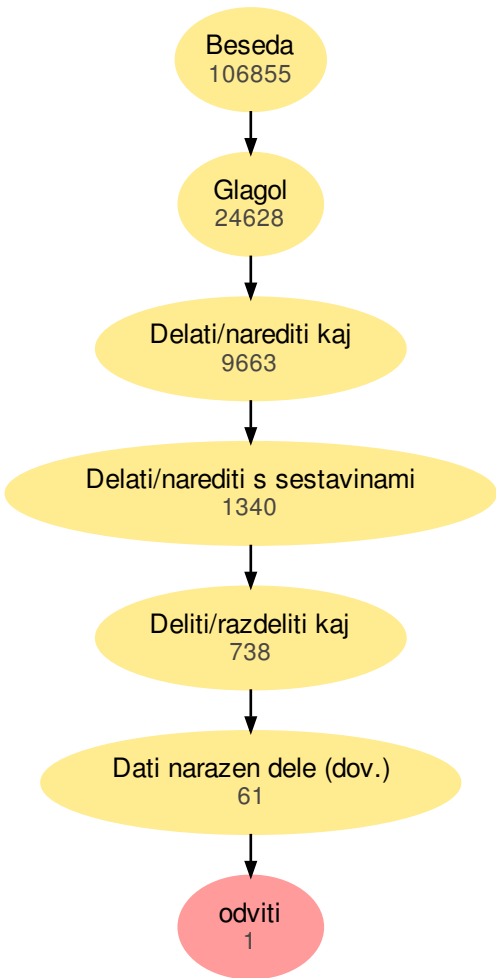 Beseda
106855
Glagol
24628
Delati/narediti kaj
9663
Delati/narediti s sestavinami
1340
Deliti/razdeliti kaj
738
Dati narazen dele (dov.)
61
odviti
1